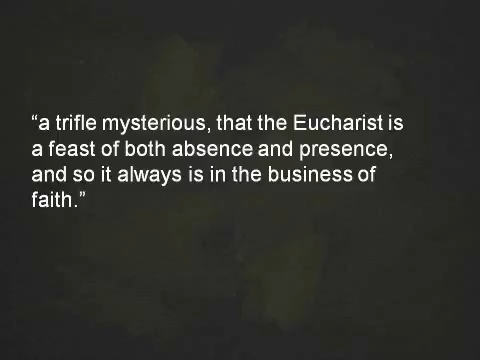 “a trifle mysterious, that the Eucharist is
a feast of both absence and presence,
and so it always is in the business of
faith.”